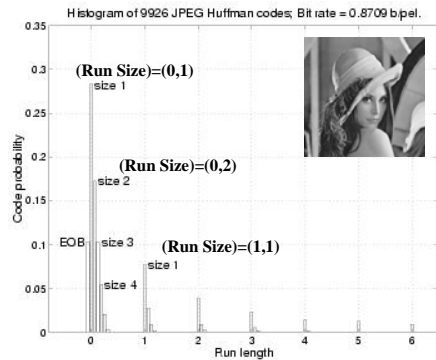 Histogram of 9926 JPEG Huffman codes; Bit rate = 0.8709 b/pel.
0.35
0.3
0.25
0.2
0.15
0.1
0.05
0
Code probability
(Run Size)=(0,1)
size 1
(Run Size)=(0,2)
size 2
EOB
size 3
(Run Size)=(1,1)
size 1
size 4
0 1 2 3 4 5 6
Run length